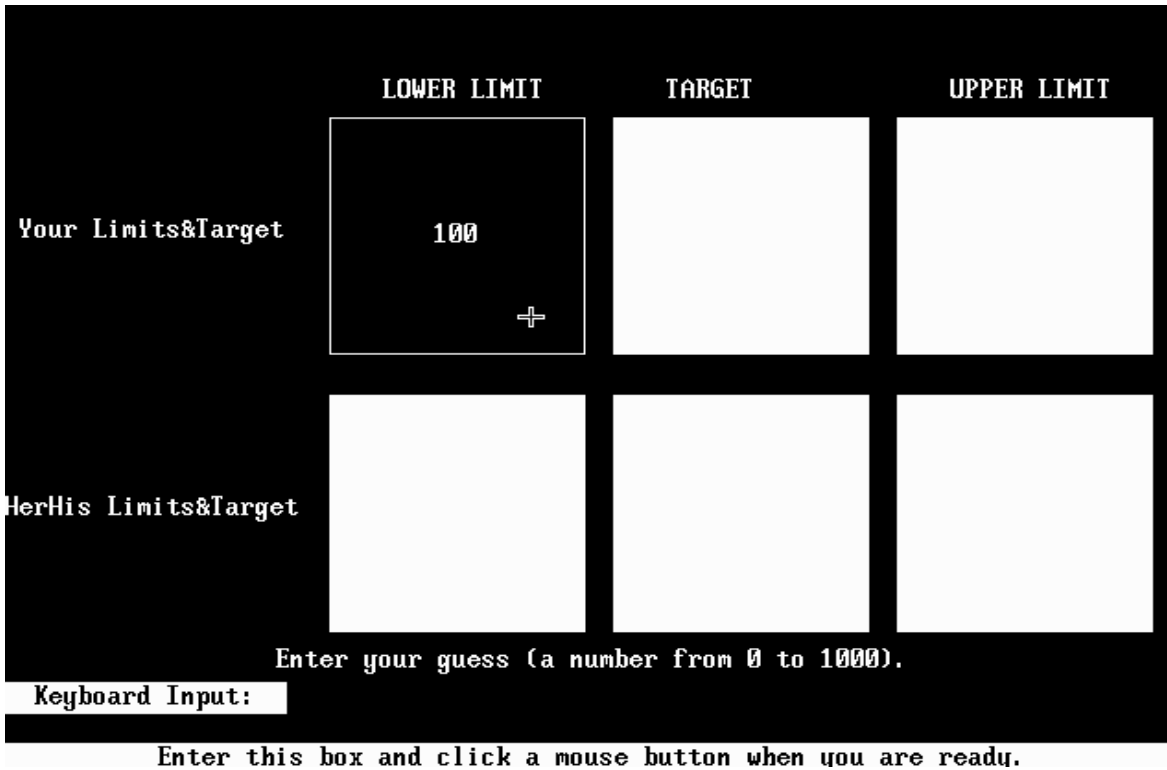 LOWER LIMIT TARGET UPPER LIMIT
Your Limits&Target 100
HerHis Limits&Target
Enter your guess (a number from 0 to 1000).
Keyboard Input:
Enter this box and click a mouse button when you are ready.